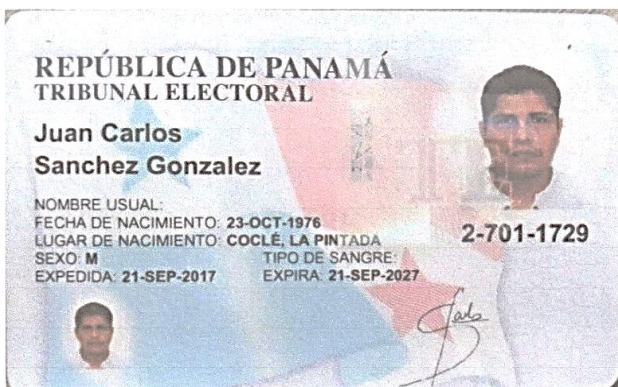 REPÚBLICA DE PANAMÁ
TRIBUNAL ELECTORAL
Juan Carlos
Sanchez Gonzalez
NOMBRE USUAL:
FECHA DE NACIMIENTO: 23-OCT-1976
LUGAR DE NACIMIENTO: COCLÉ, LA PINTADA
SEXO: M TIPO DE SANGRE:
EXPEDIDA: 21-SEP-2017 EXPIRA: 21-SEP-2027
2-701-1729